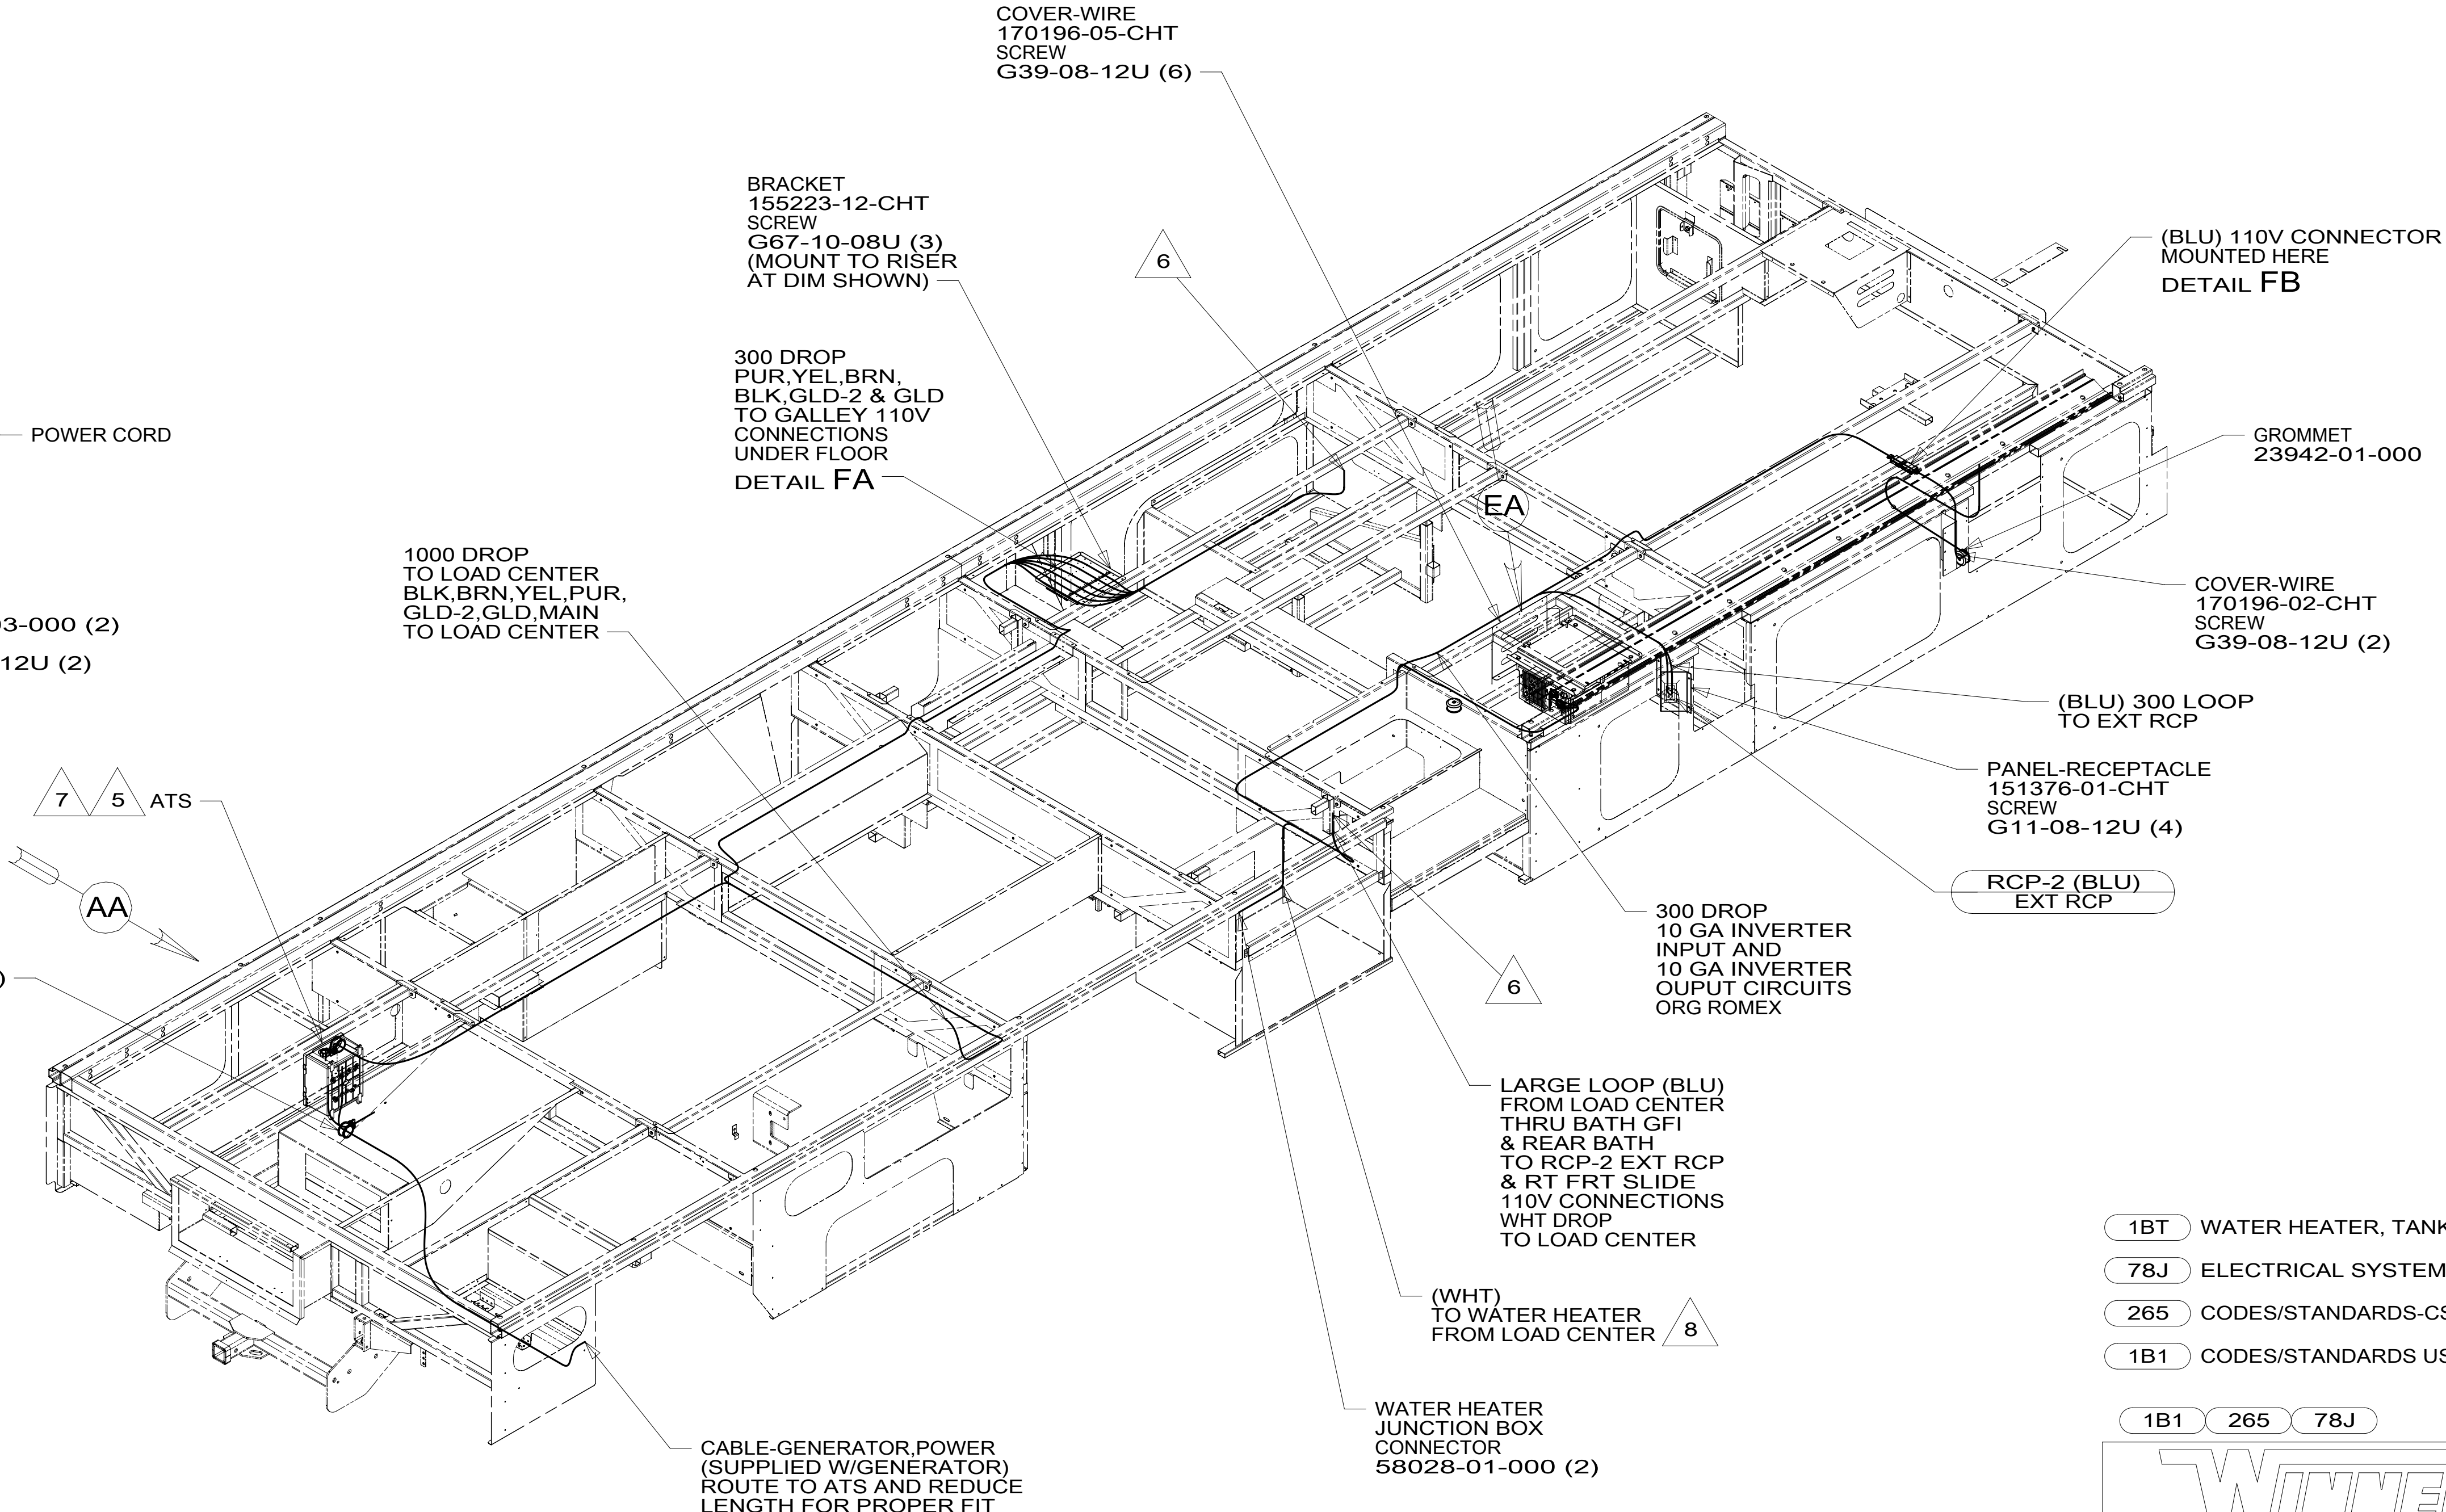 COVER-WIRE
170196-05-CHT
SCREW
G39-08-12U (6)
BRACKET
155223-12-CHT
SCREW
G67-10-08U (3)
(MOUNT TO RISER
AT DIM SHOWN)
6
(BLU) 110V CONNECTOR
MOUNTED HERE
DETAIL FB
300 DROP
PUR,YEL,BRN,
BLK,GLD-2 & GLD
TO GALLEY 110V
CONNECTIONS
UNDER FLOOR
DETAIL FA
POWER CORD
GROMMET
23942-01-000
EA
1000 DROP
TO LOAD CENTER
BLK,BRN,YEL,PUR,
GLD-2,GLD,MAIN
TO LOAD CENTER
COVER-WIRE
170196-02-CHT
SCREW
G39-08-12U (2)
3-000 (2)
12U (2)
(BLU) 300 LOOP
TO EXT RCP
PANEL-RECEPTACLE
151376-01-CHT
SCREW
G11-08-12U (4)
7 5 ATS
AA
RCP-2 (BLU)
EXT RCP
300 DROP
10 GA INVERTER
INPUT AND
10 GA INVERTER
OUPUT CIRCUITS
ORG ROMEX
)
6
LARGE LOOP (BLU)
FROM LOAD CENTER
THRU BATH GFI
& REAR BATH
TO RCP-2 EXT RCP
& RT FRT SLIDE
110V CONNECTIONS
WHT DROP
TO LOAD CENTER
(WHT)
TO WATER HEATER
FROM LOAD CENTER 8
WATER HEATER
JUNCTION BOX
CONNECTOR
58028-01-000 (2)
CABLE-GENERATOR,POWER
(SUPPLIED W/GENERATOR)
ROUTE TO ATS AND REDUCE
LENGTH FOR PROPER FIT
1BT WATER HEATER, TANK
78J ELECTRICAL SYSTEM
265 CODES/STANDARDS-CS
1B1 CODES/STANDARDS US
1B1 265 78J
WINNE